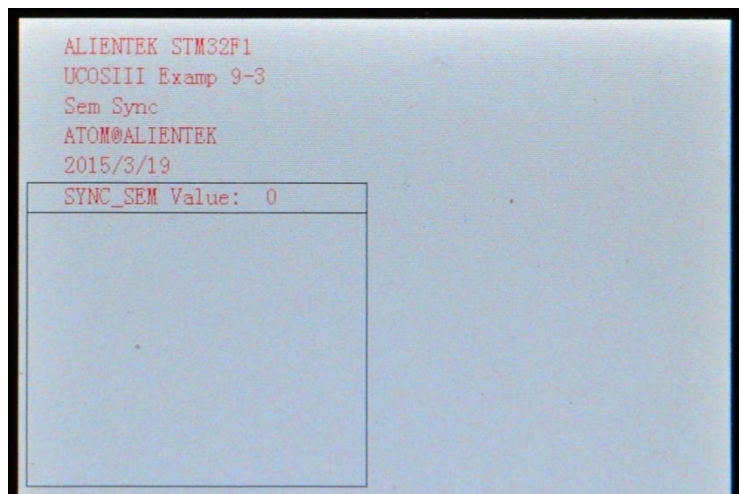 ALIENTEK STM32F1
UCOSIII Examp 9-3
Sem Sync
ATOM@ALIENTEK
2015/3/19
SYNC_SEM Value: 0